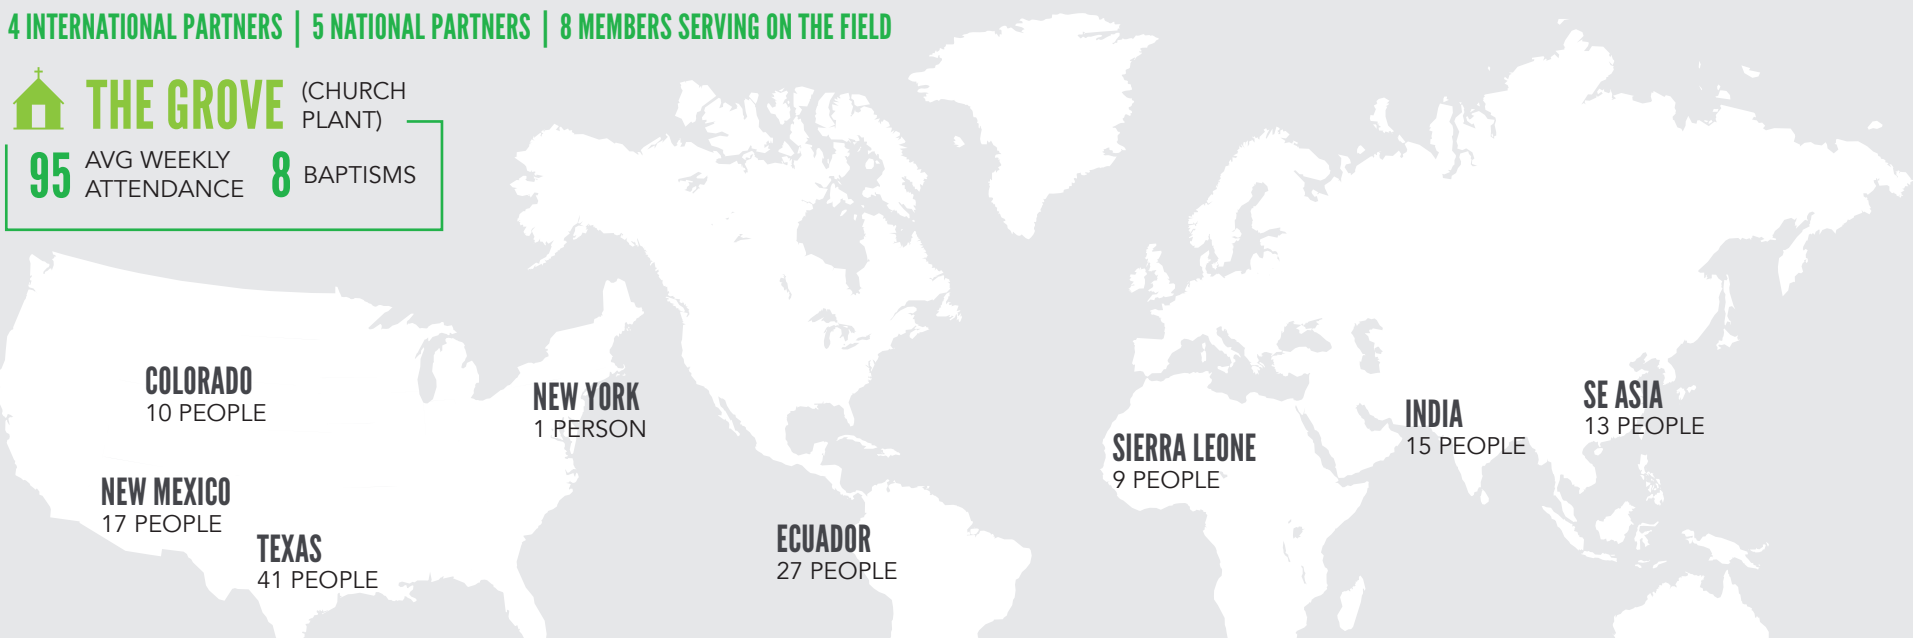 4 INTERNATIONAL PARTNERS | 5 NATIONAL PARTNERS | 8 MEMBERS SERVING ON THE FIELD
THE GROVE
(CHURCH
PLANT)
95
AVG WEEKLY
ATTENDANCE
8
BAPTISMS
COLORADO
10 PEOPLE
NEW MEXICO
17 PEOPLE
TEXAS
41 PEOPLE
NEW YORK
1 PERSON
ECUADOR
27 PEOPLE
SIERRA LEONE
9 PEOPLE
INDIA
15 PEOPLE
SE ASIA
13 PEOPLE